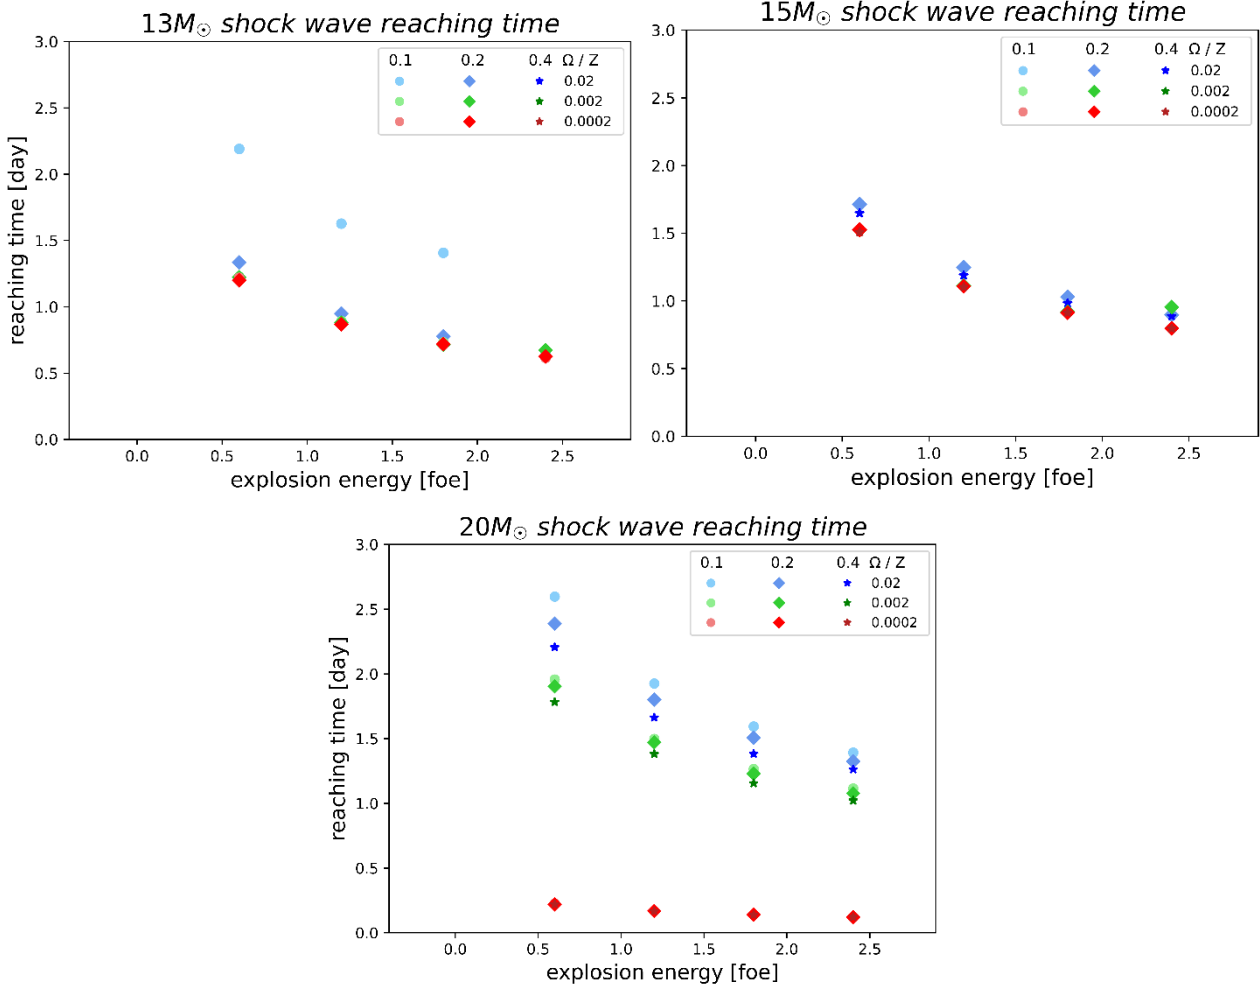 13M☉ shock wave reaching time
3.0
2.5
2.0
1.5
1.0
0.5
0.0
reaching time [day]
0.1 0.2 0.4 Ω / Z
0.02
0.002
0.0002
0.0 0.5 1.0 1.5 2.0 2.5
explosion energy [foe]
15M☉ shock wave reaching time
3.0
2.5
2.0
1.5
1.0
0.5
0.0
0.1 0.2 0.4 Ω / Z
0.02
0.002
0.0002
0.0 0.5 1.0 1.5 2.0 2.5
explosion energy [foe]
20M☉ shock wave reaching time
3.0
2.5
2.0
1.5
1.0
0.5
0.0
reaching time [day]
0.1 0.2 0.4 Ω / Z
0.02
0.002
0.0002
0.0 0.5 1.0 1.5 2.0 2.5
explosion energy [foe]